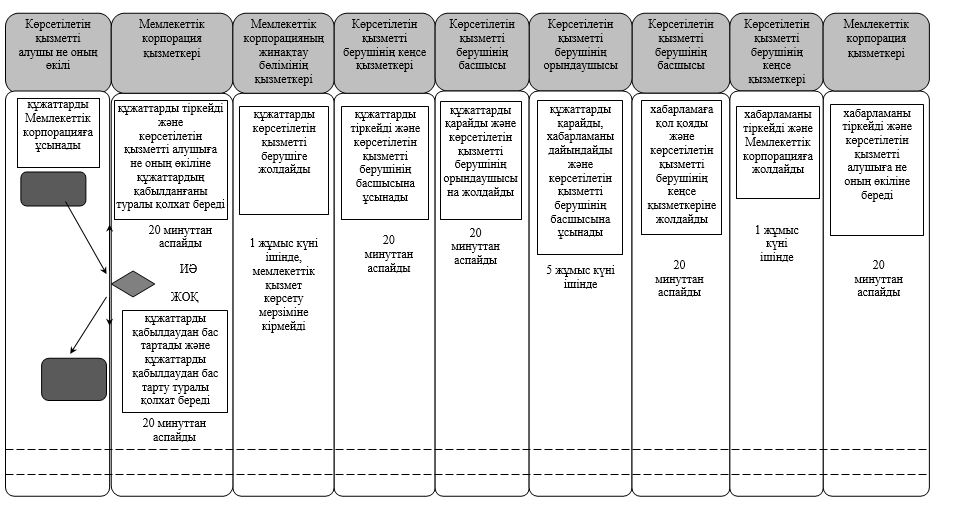 Көрсетілетін
қызметті
алушы не оның
өкілі
Мемлекеттік
корпорация
қызметкері
Мемлекеттік
корпорацияның
жинақтау
бөлімінің
қызметкері
Көрсетілетін
қызметті
берушінің кеңсе
қызметкері
Көрсетілетін
қызметті
берушінің
басшысы
Көрсетілетін
қызметті
берушінің
орындаушысы
Көрсетілетін
қызметті
берушінің
басшысы
Көрсетілетін
қызметті
берушінің
кеңсе
қызметкері
Мемлекеттік
корпорация
қызметкері
құжаттарды
Мемлекеттік
корпорацияға
ұсынады
құжаттарды тіркейді
және
көрсетілетін
қызметті алушыға
не оның өкіліне
құжаттардың
қабылданғаны
туралы қолхат береді
20 минуттан
аспайды
ИӘ
ЖОҚ
құжаттарды
қабылдаудан бас
тартады және
құжаттарды
қабылдаудан бас
тарту туралы
қолхат береді
20 минуттан
аспайды
құжаттарды
көрсетілетін
қызметті
берушіге
жолдайды
1 жұмыс күні
ішінде,
мемлекеттік
қызмет
көрсету
мерзіміне
кірмейді
құжаттарды
тіркейді және
көрсетілетін
қызметті
берушінің
басшысына
ұсынады
20
минуттан
аспайды
құжаттарды
қарайды және
көрсетілетін
қызметті
берушінің
орындаушысы
на жолдайды
20
минуттан
аспайды
құжаттарды
қарайды,
хабарламаны
дайындайды
және
көрсетілетін
қызметті
берушінің
басшысына
ұсынады
5 жұмыс күні
ішінде
хабарламаға
қол қояды
және
көрсетілетін
қызметті
берушінің
кеңсе
қызметкеріне
жолдайды
20
минуттан
аспайды
хабарламаны
тіркейді және
Мемлекеттік
корпорацияға
жолдайды
1 жұмыс
күні
ішінде
хабарламаны
тіркейді және
көрсетілетін
қызметті
алушыға не
оның өкіліне
береді
20
минуттан
аспайды